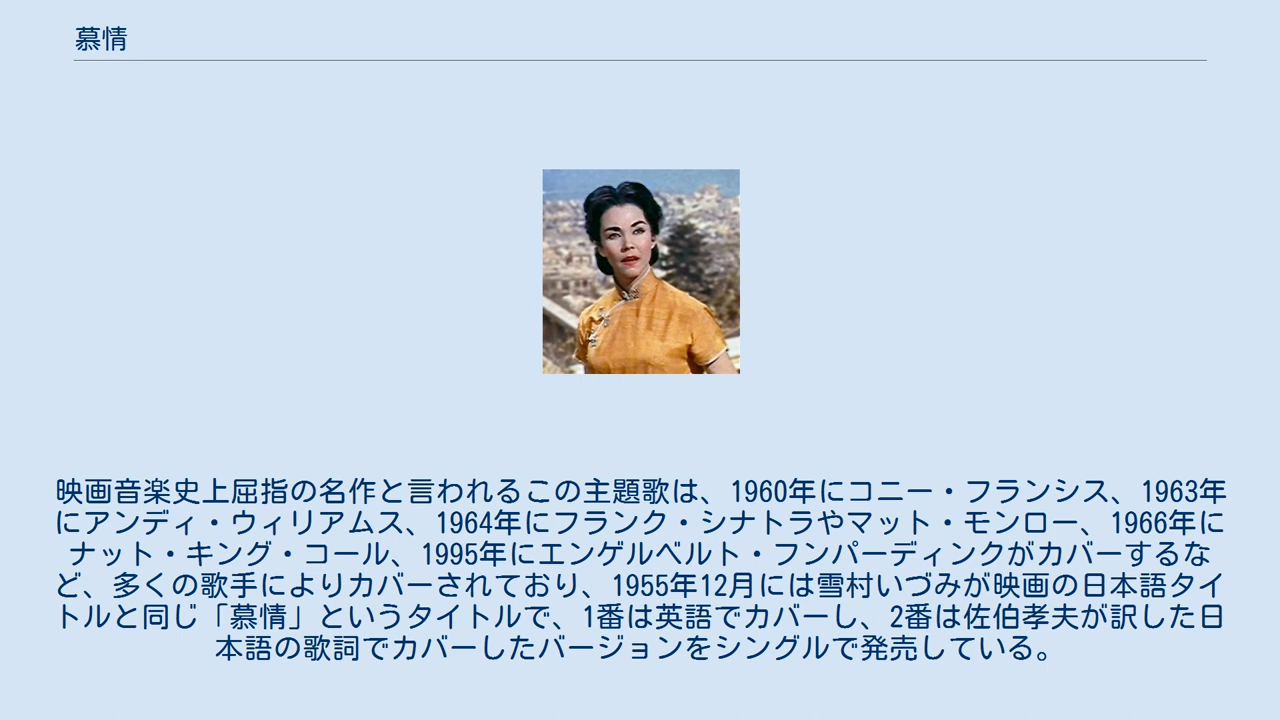 慕情
映画音楽史上屈指の名作と言われるこの主題歌は、1960年にコニー・フランシス、1963年
にアンディ・ウィリアムス、1964年にフランク・シナトラやマット・モンロー、1966年に
ナット・キング・コール、1995年にエンゲルベルト・フンパーディンクがカバーするな
ど、多くの歌手によりカバーされており、1955年12月には雪村いづみが映画の日本語タイ
トルと同じ「慕情」というタイトルで、1番は英語でカバーし、2番は佐伯孝夫が訳した日
本語の歌詞でカバーしたバージョンをシングルで発売している。